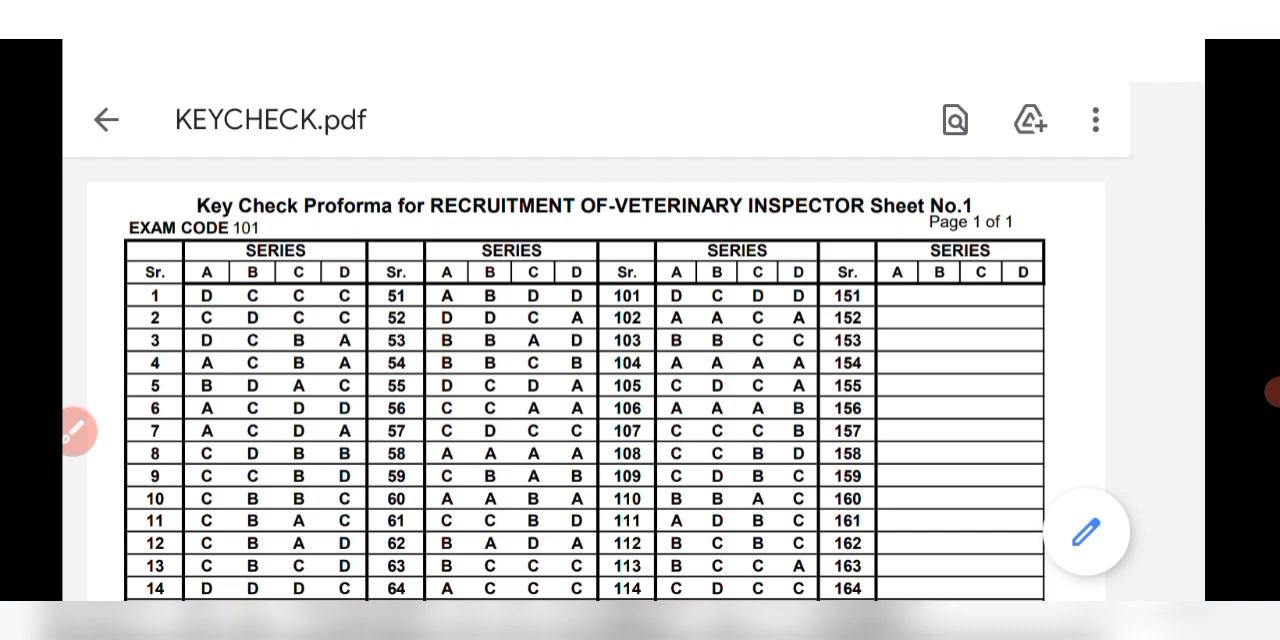 KEYCHECK.pdf
Key Check Proforma for RECRUITMENT OF-VETERINARY INSPECTOR Sheet No.1
EXAM CODE 101 Page 1 of 1
SERIES SERIES SERIES SERIES
Sr. A B C D Sr. A B C D Sr. A B C D Sr. A B C D
1 D C C C 51 A B D D 101 D C D D 151
2 C D C C 52 D D C A 102 A A C A 152
3 D C B A 53 B B A D 103 B B C C 153
4 A C B A 54 B B C B 104 A A A A 154
5 B D A C 55 D C D A 105 C D C A 155
6 A C D D 56 C C A A 106 A A A B 156
7 A C D A 57 C D C C 107 C C C B 157
8 C D B B 58 A A A A 108 C C B D 158
9 C C B D 59 C B A B 109 C D B C 159
10 C B B C 60 A A B A 110 B B A C 160
11 C B A C 61 C C B D 111 A D B C 161
12 C B A D 62 B A D A 112 B C B C 162
13 C B C D 63 B C C C 113 B C C A 163
14 D D D C 64 A C C C 114 C D C C 164